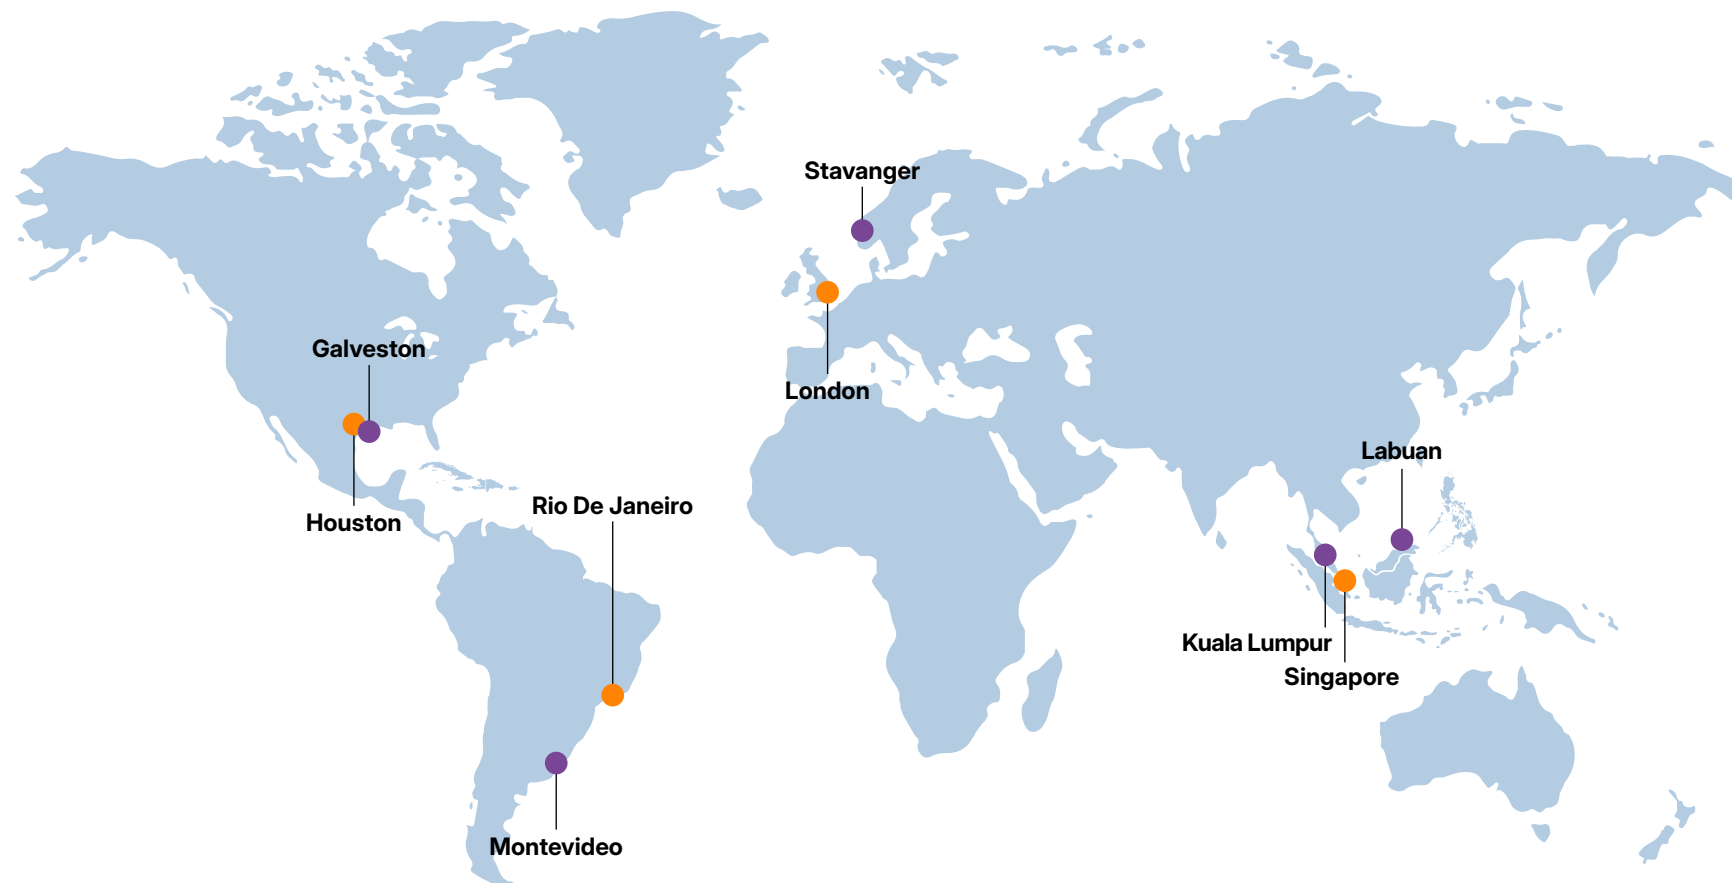 Stavanger
Galveston
London
Labuan
Rio De Janeiro
Houston
Kuala Lumpur
Singapore
Montevideo